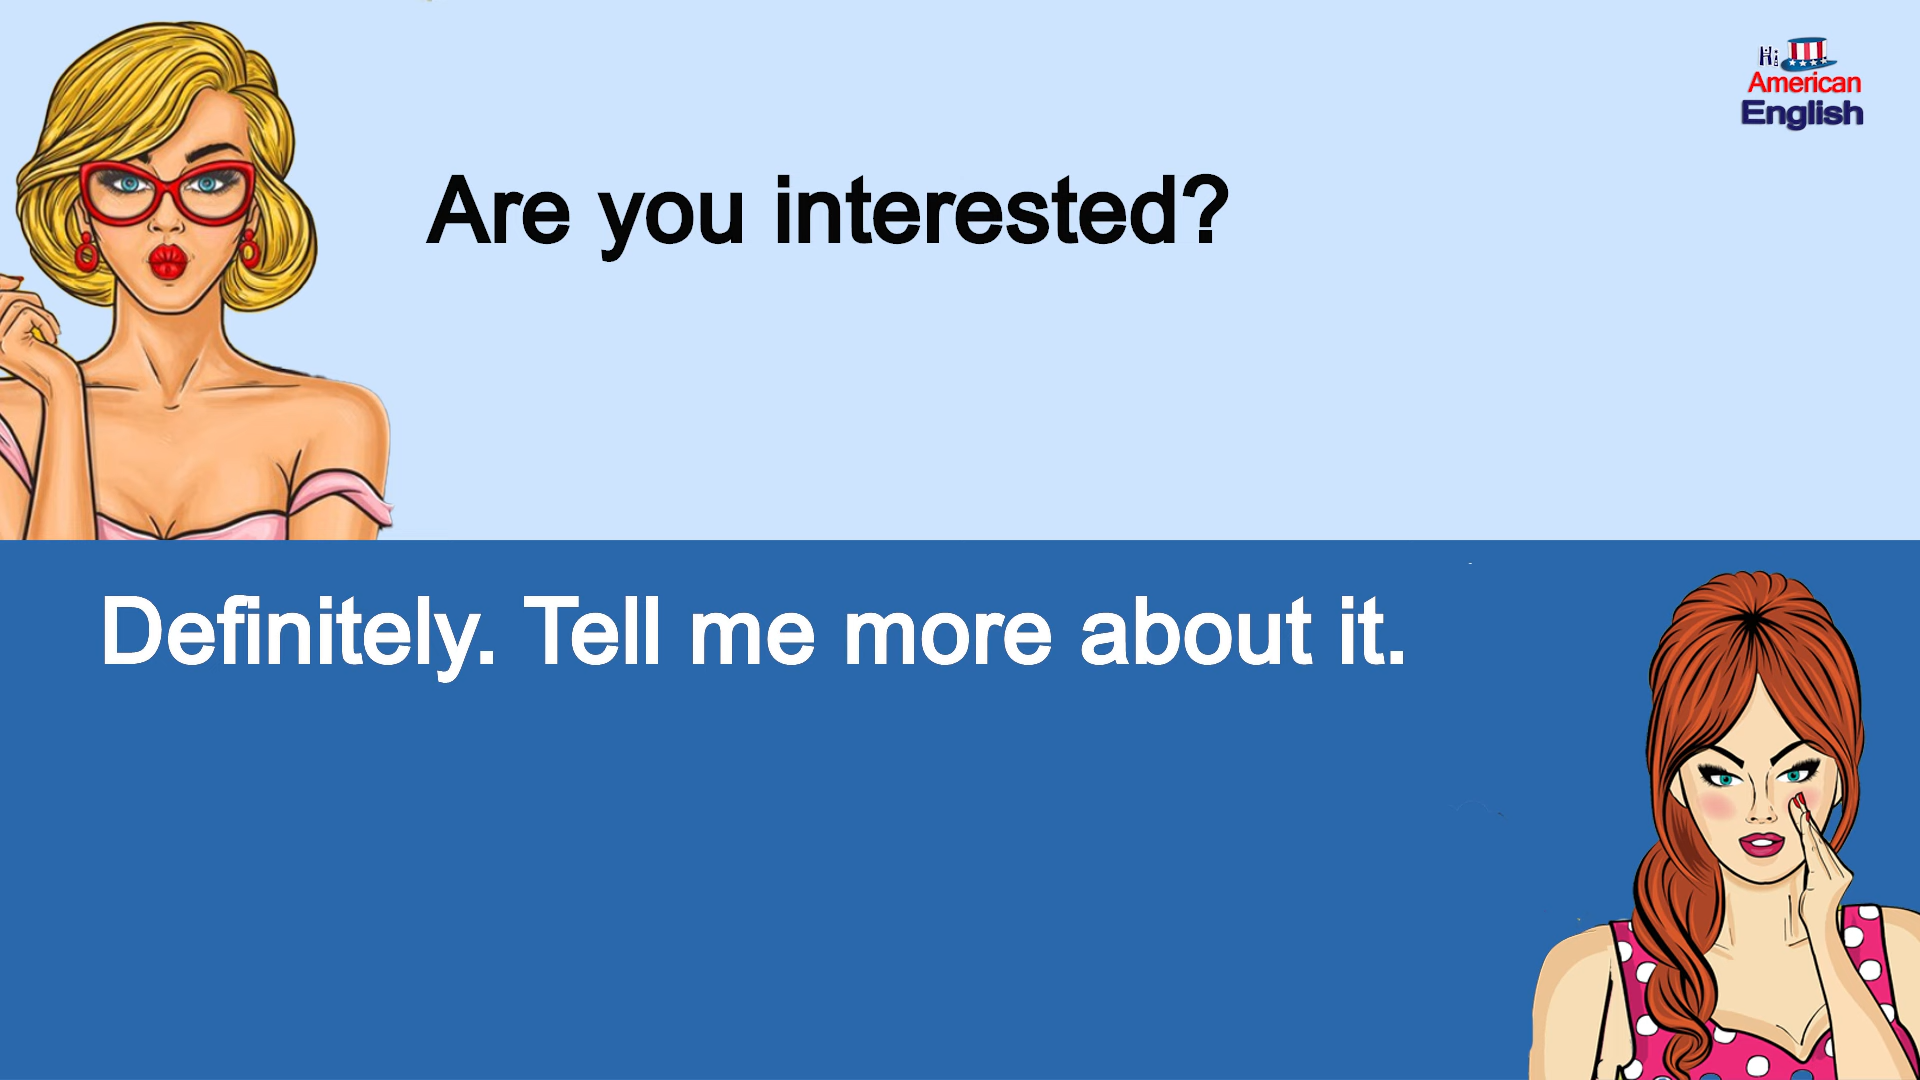 Hi
American
English
Are you interested?
Definitely. Tell me more about it.